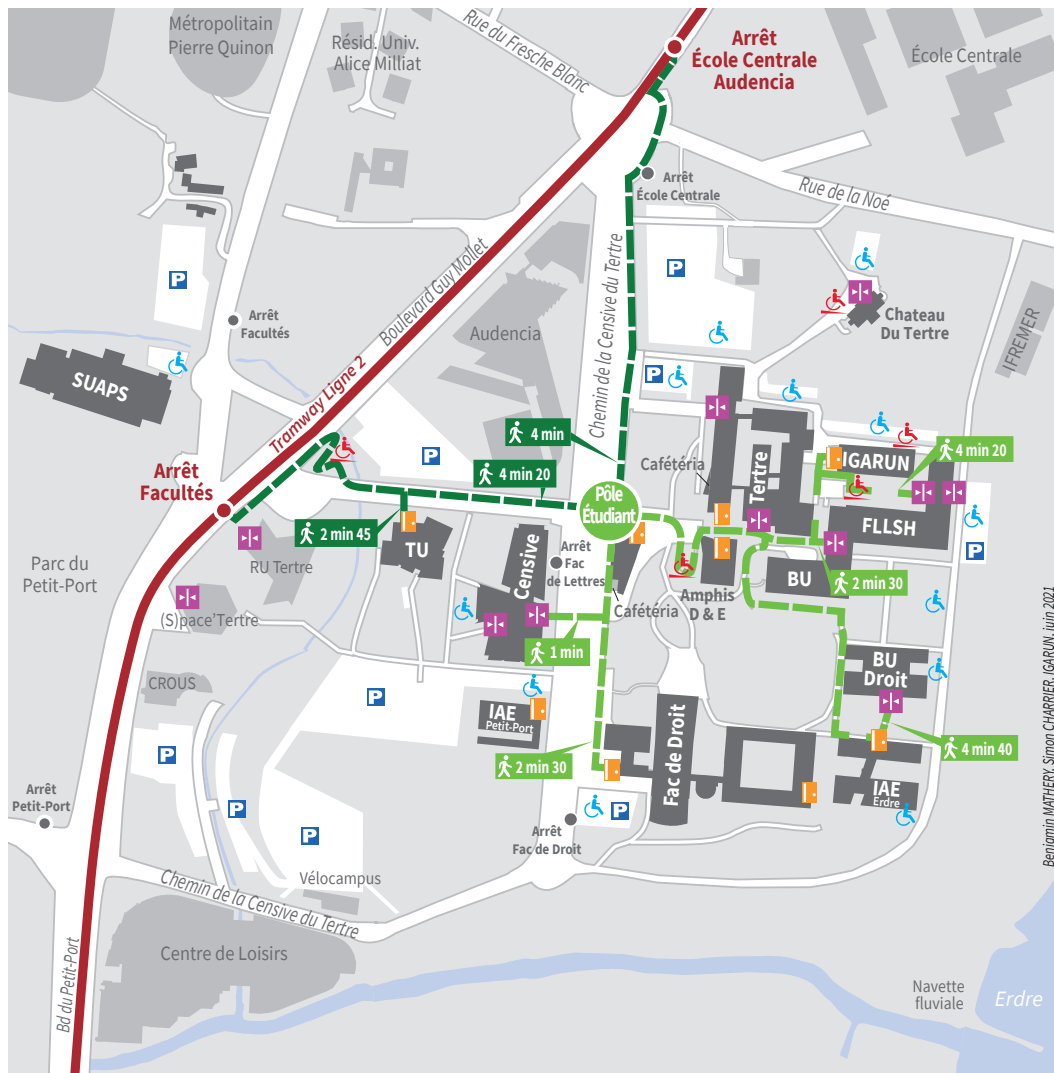 Métropolitain
Pierre Quinon
Résid. Univ.
Alice Milliat
Rue du Fresche Blanc
Arrêt
École Centrale
Audencia
École Centrale
Arrêt
École Centrale
Rue de la Noé
Chemin de la Censive du Tertre
Boulevard Guy Mollet
Tramway Ligne 2
P
P
Arrêt
Facultés
Audencia
Chateau
Du Tertre
IFREMER
SUAPS
P
4 min
P
4 min 20
Cafétéria
Tertre
IGARUN
4 min 20
Arrêt
Facultés
Pôle
Étudiant
FLLSH
2 min 45
TU
Censive
Arrêt
Fac
de Lettres
P
Parc du
Petit-Port
RU Tertre
BU
2 min 30
Amphis
D & E
Cafétéria
(S)pace'Tertre
1 min
BU
Droit
CROUS
P
IAE
Petit-Port
Fac de Droit
4 min 40
P
2 min 30
IAE
Erdre
Arrêt
Petit-Port
P
P
P
Arrêt
Fac de Droit
Vélocampus
Chemin de la Censive du Tertre
Centre de Loisirs
Bd du Petit-Port
Navette
fluviale
Erdre
Benjamin MATHERY, Simon CHARRIER, IGARUN, juin 2021